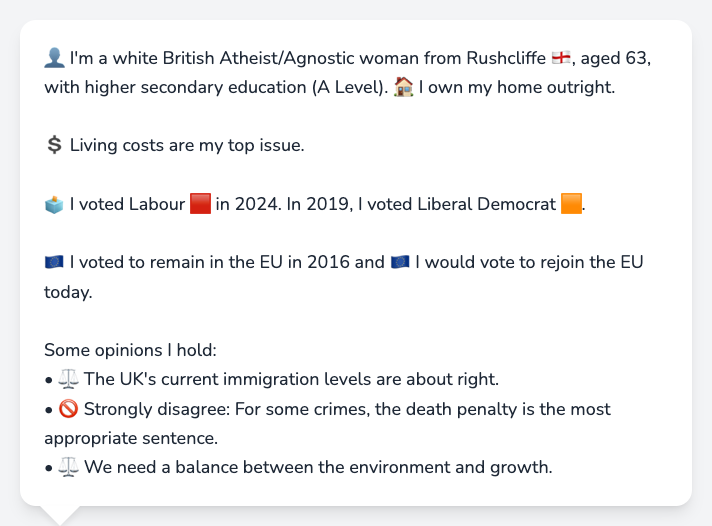 👤 I'm a white British Atheist/Agnostic woman from Rushcliffe 🏴󠁧󠁢󠁥󠁮󠁧󠁿, aged 63,
with higher secondary education (A Level). 🏠 I own my home outright.
💲 Living costs are my top issue.
🗳️ I voted Labour 🟥 in 2024. In 2019, I voted Liberal Democrat 🟧.
🇪🇺 I voted to remain in the EU in 2016 and 🇪🇺 I would vote to rejoin the EU
today.
Some opinions I hold:
• ⚖️ The UK's current immigration levels are about right.
• 🚫 Strongly disagree: For some crimes, the death penalty is the most
appropriate sentence.
• ⚖️ We need a balance between the environment and growth.